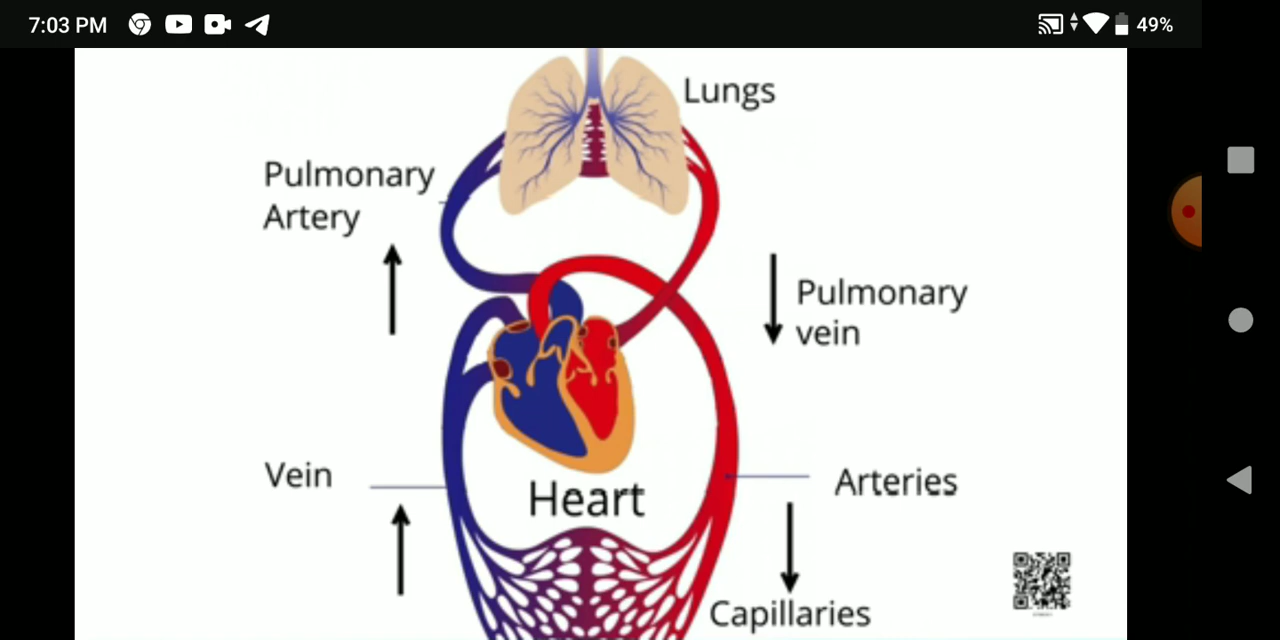 7:03 PM
49%
Lungs
Pulmonary
Artery
Pulmonary
vein
Vein
Arteries
Heart
Capillaries